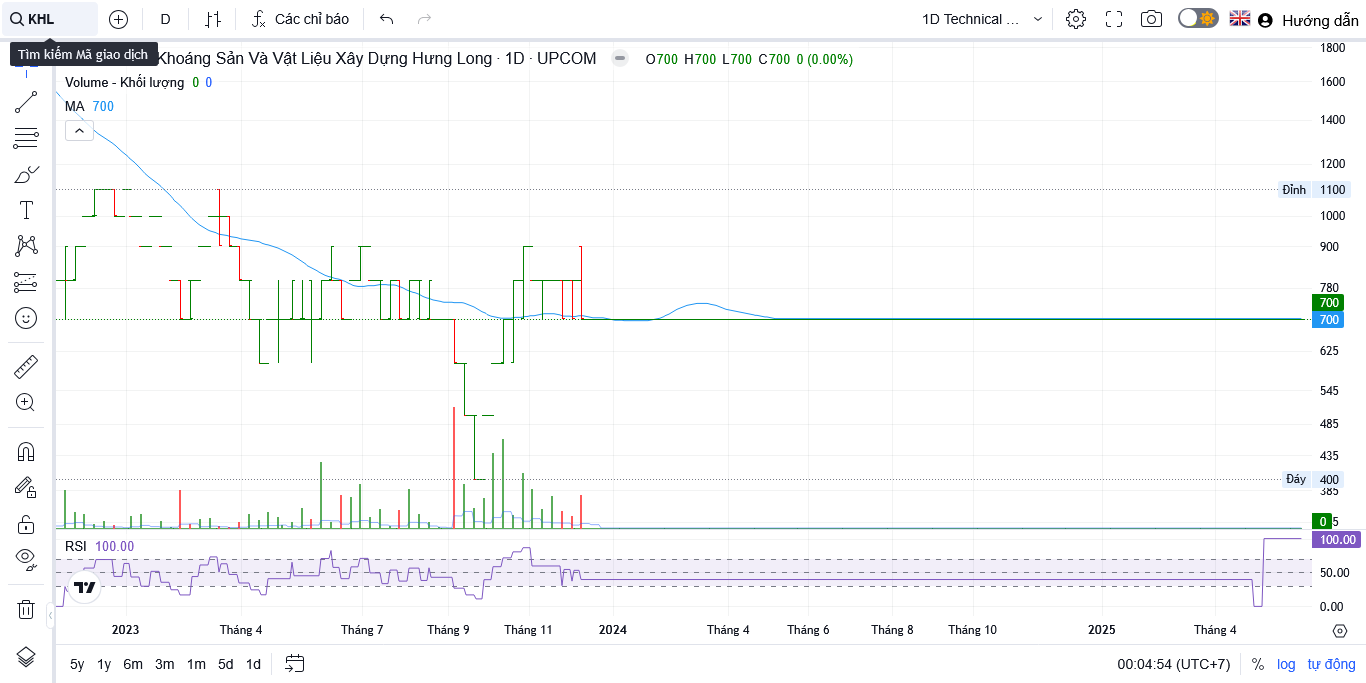 KHL D Các chỉ báo 1D Technical ... Hướng dẫn
Tìm kiếm Mã giao dịch Khoáng Sản Và Vật Liệu Xây Dựng Hưng Long · 1D · UPCOM O700 H700 L700 C700 0 (0.00%)
Volume - Khối lượng 0 0
MA 700
1800
1600
1400
1200
Đỉnh 1100
1000
900
780
700
700
625
545
485
435
Đáy 400
385
0
5
RSI 100.00
100.00
50.00
0.00
2023 Tháng 4 Tháng 7 Tháng 9 Tháng 11 2024 Tháng 4 Tháng 6 Tháng 8 Tháng 10 2025 Tháng 4
5y 1y 6m 3m 1m 5d 1d 00:04:54 (UTC+7) % log tự động